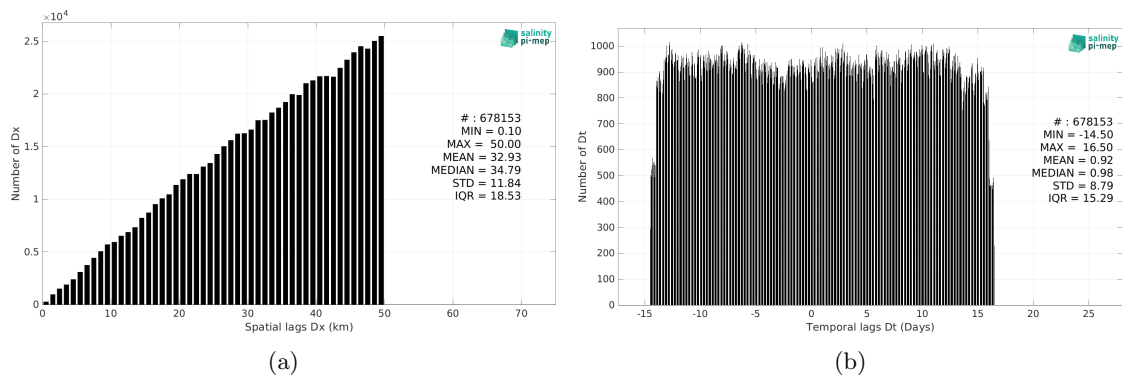 ×10⁴
salinity
pi-mep
2.5
2
1.5
1
0.5
0
Number of Dx
# : 678153
MIN = 0.10
MAX = 50.00
MEAN = 32.93
MEDIAN = 34.79
STD = 11.84
IQR = 18.53
0 10 20 30 40 50 60 70
Spatial lags Dx (km)
(a)
salinity
pi-mep
1000
900
800
700
600
500
400
300
200
100
0
Number of Dt
# : 678153
MIN = -14.50
MAX = 16.50
MEAN = 0.92
MEDIAN = 0.98
STD = 8.79
IQR = 15.29
-15 -10 -5 0 5 10 15 20 25
Temporal lags Dt (Days)
(b)